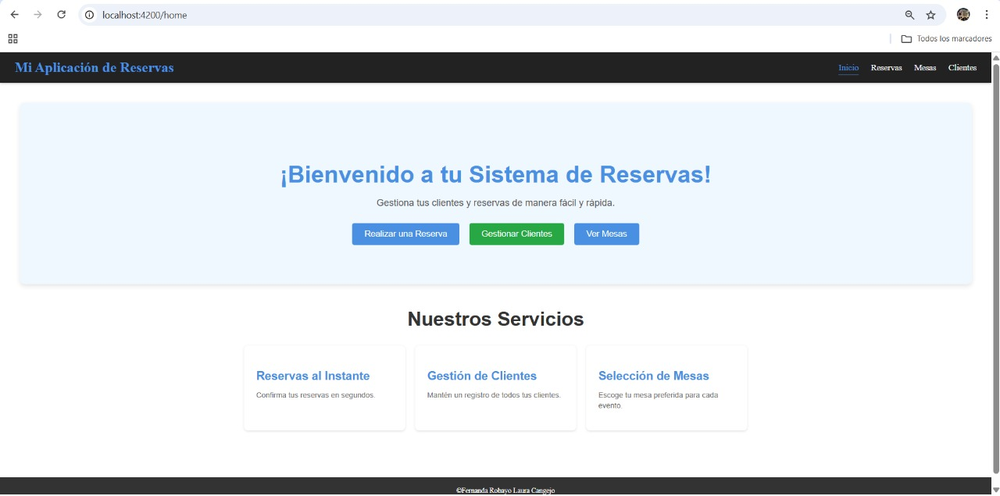 localhost:4200/home
Todos los marcadores
Mi Aplicación de Reservas
Inicio Reservas Mesas Clientes
¡Bienvenido a tu Sistema de Reservas!
Gestiona tus clientes y reservas de manera fácil y rápida.
Realizar una Reserva Gestionar Clientes Ver Mesas
Nuestros Servicios
Reservas al Instante
Confirma tus reservas en segundos.
Gestión de Clientes
Mantén un registro de todos tus clientes.
Selección de Mesas
Escoge tu mesa preferida para cada
evento.
©Fernanda Robayo Laura Cangejo